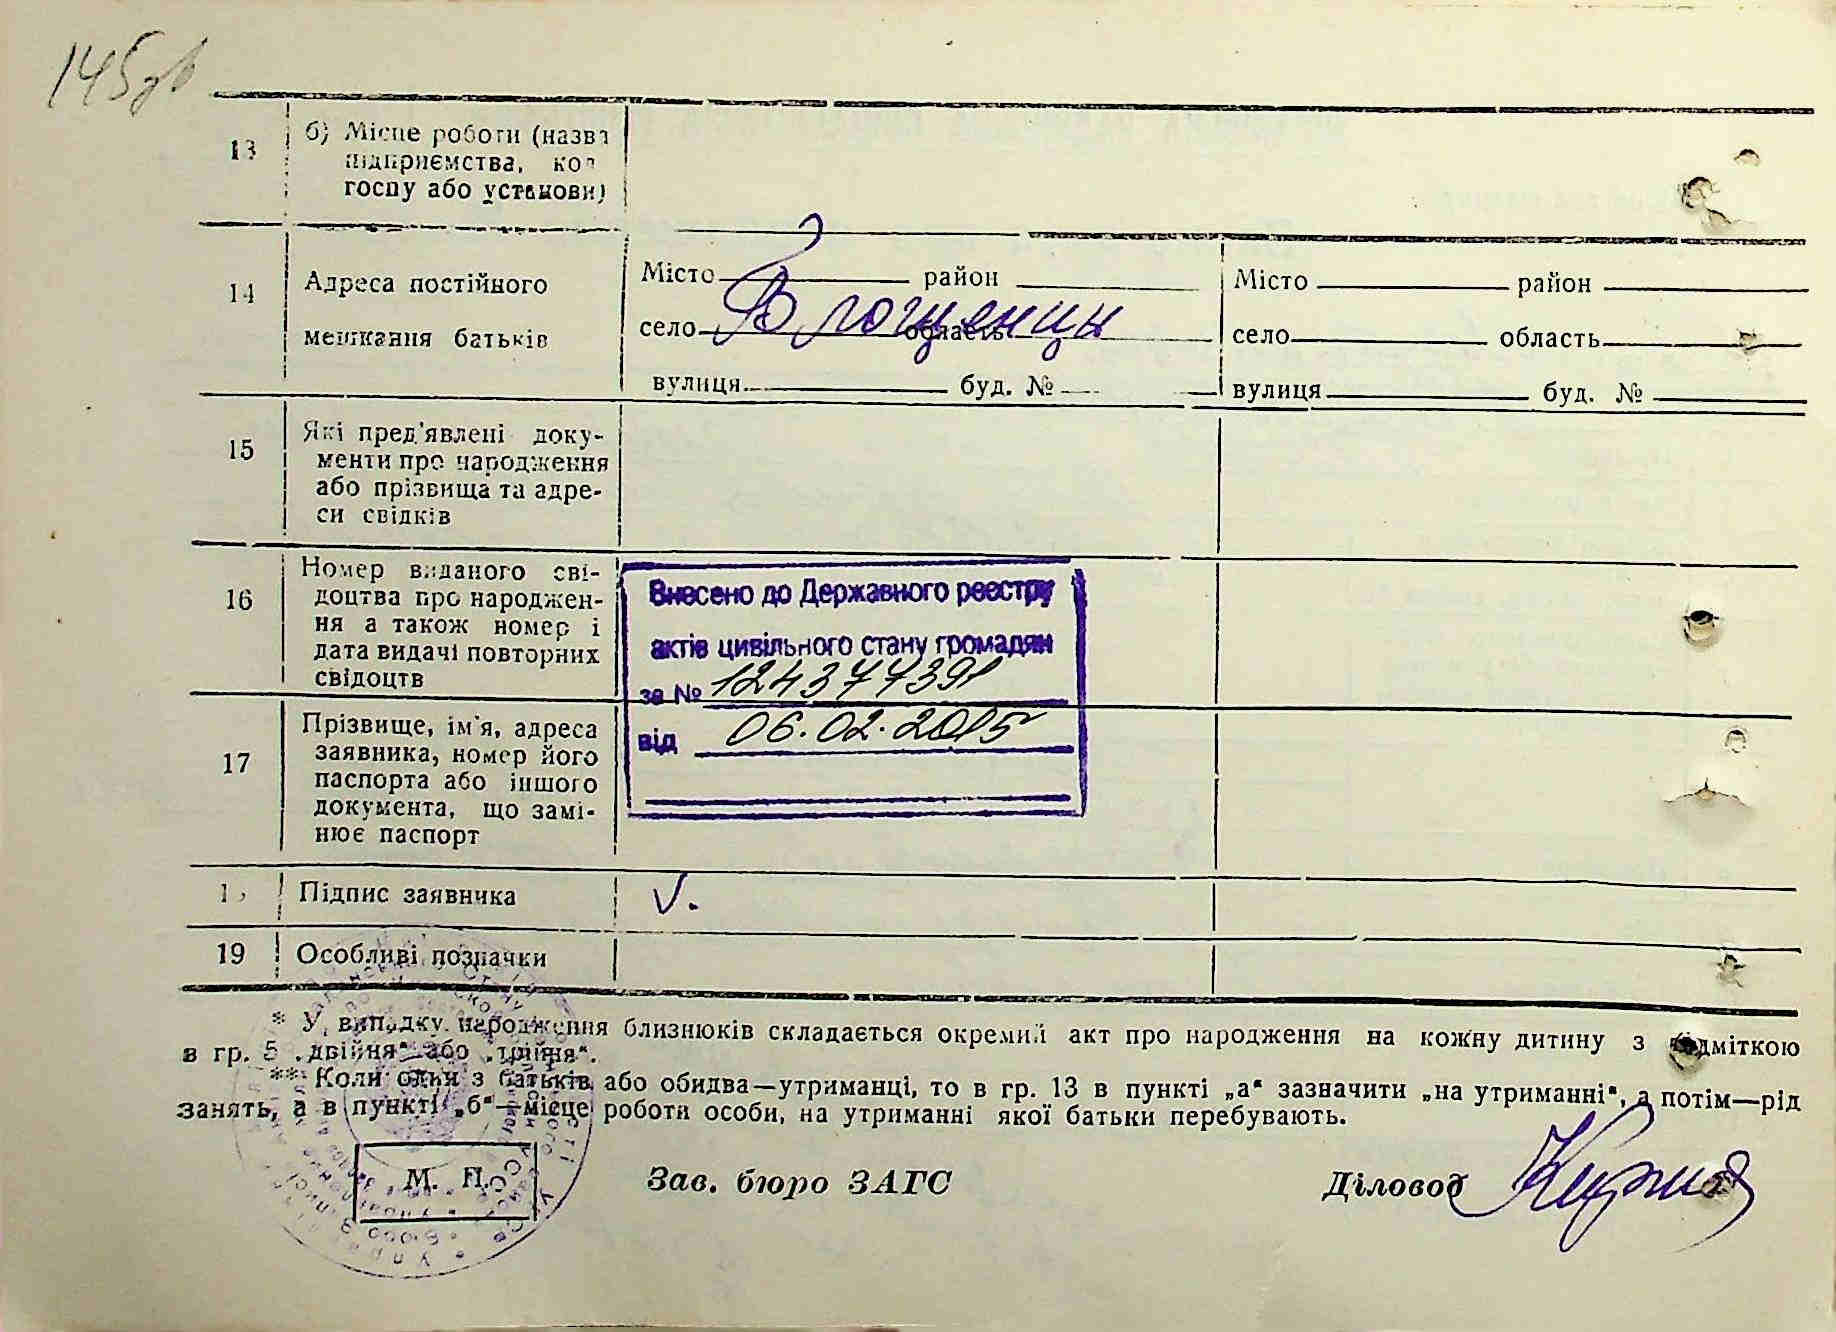 145зв
13
б) Місце роботи (назва
підприємства, кол
госпу або установи)
14
Адреса постійного
мешкання батьків
Місто район
село область
вулиця буд. №
Місто район
село область
вулиця буд. №
15
Які пред'явлені доку-
менти про народження
або прізвища та адре-
си свідків
16
Номер виданого сві-
доцтва про народжен-
ня а також номер і
дата видачі повторних
свідоцтв
Внесено до Державного реєстру
актів цивільного стану громадян
за № 124377391
від 06.02.2015
17
Прізвище, ім'я, адреса
заявника, номер його
паспорта або іншого
документа, що замі-
нює паспорт
Підпис заявника
V.
19
Особливі позначки
* У випадку народження близнюків складається окремий акт про народження на кожну дитину з відміткою
в гр. 5 „двійня“ або „трійня“.
** Коли один з батьків або обидва—утриманці, то в гр. 13 в пункті „а“ зазначити „на утриманні“, а потім—рід
занять, а в пункті „б“—місце роботи особи, на утриманні якої батьки перебувають.
М. П.
Зав. бюро ЗАГС
Діловод